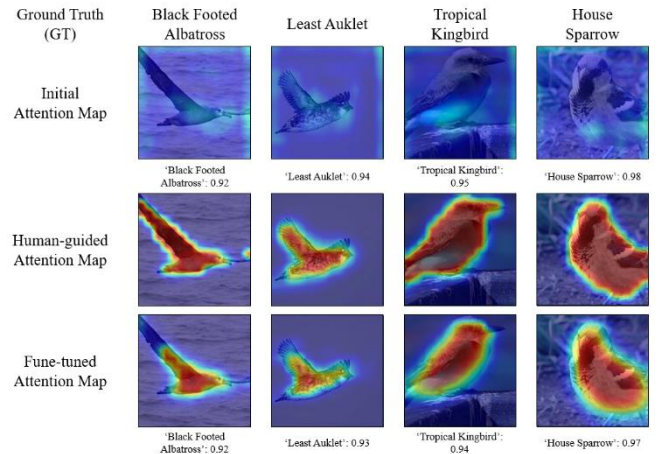 Ground Truth
(GT)
Black Footed
Albatross
Least Auklet
Tropical
Kingbird
House
Sparrow
Initial
Attention Map
‘Black Footed
Albatross’: 0.92
‘Least Auklet’: 0.94
‘Tropical Kingbird’:
0.95
‘House Sparrow’: 0.98
Human-guided
Attention Map
Fune-tuned
Attention Map
‘Black Footed
Albatross’: 0.92
‘Least Auklet’: 0.93
‘Tropical Kingbird’:
0.94
‘House Sparrow’: 0.97